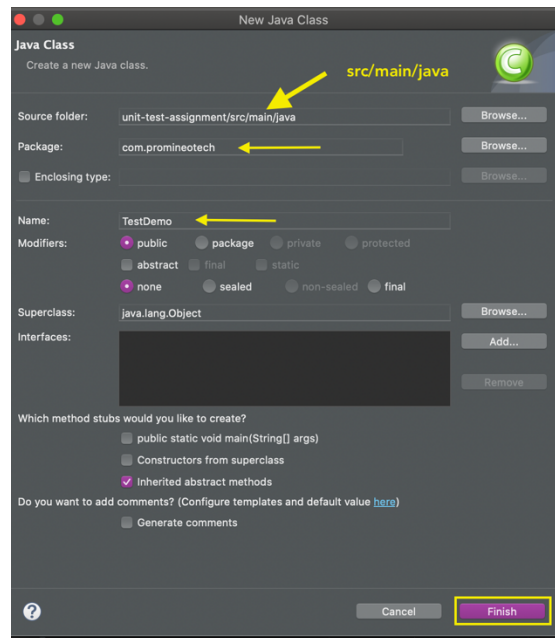 New Java Class
Java Class
Create a new Java class.
src/main/java
Source folder: unit-test-assignment/src/main/java Browse...
Package: com.promineotech Browse...
Enclosing type: Browse...
Name: TestDemo
Modifiers: public package private protected
abstract final static
none sealed non-sealed final
Superclass: java.lang.Object Browse...
Interfaces: Add...
Remove
Which method stubs would you like to create?
public static void main(String[] args)
Constructors from superclass
Inherited abstract methods
Do you want to add comments? (Configure templates and default value here)
Generate comments
? Cancel Finish